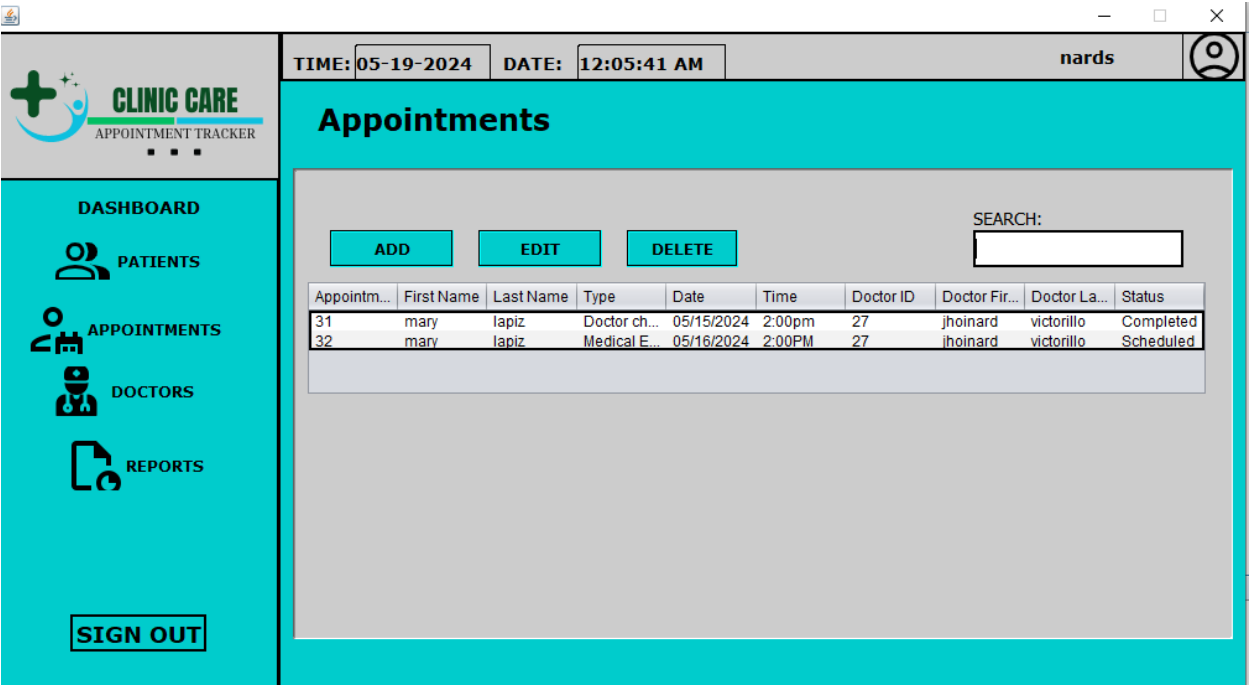 TIME: 05-19-2024 DATE: 12:05:41 AM nards
CLINIC CARE
APPOINTMENT TRACKER
Appointments
DASHBOARD
PATIENTS
APPOINTMENTS
DOCTORS
REPORTS
SIGN OUT
SEARCH:
ADD EDIT DELETE
Appointm... First Name Last Name Type Date Time Doctor ID Doctor Fir... Doctor La... Status
31 mary lapiz Doctor ch... 05/15/2024 2:00pm 27 jhoinard victorillo Completed
32 mary lapiz Medical E... 05/16/2024 2:00PM 27 jhoinard victorillo Scheduled